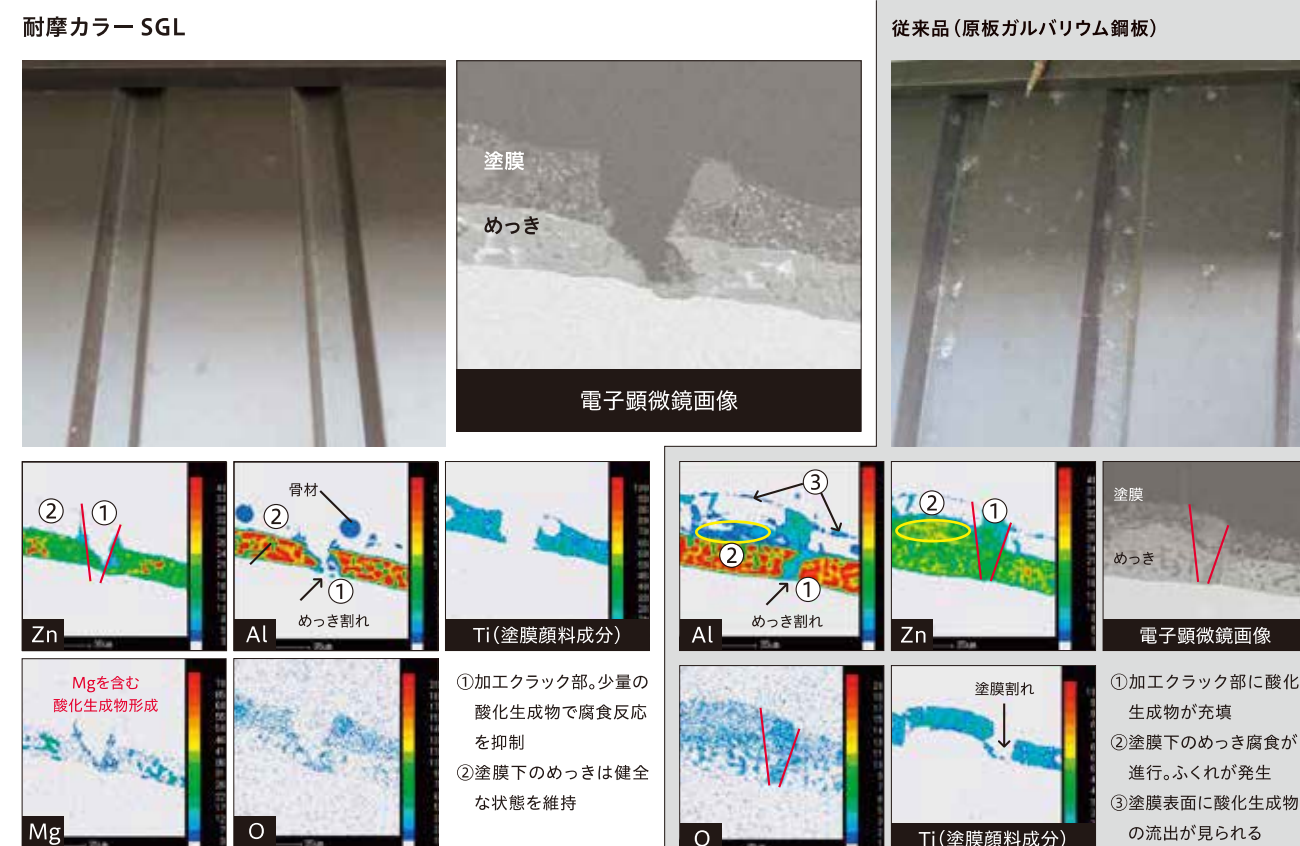 耐摩カラー SGL
従来品（原板ガルバリウム鋼板）
塗膜
めっき
電子顕微鏡画像
②
①
Zn
骨材
②
①
めっき割れ
Al
Ti（塗膜顔料成分）
③
②
①
めっき割れ
Al
②
①
Zn
塗膜
めっき
電子顕微鏡画像
Mgを含む
酸化生成物形成
Mg
O
①加工クラック部。少量の
酸化生成物で腐食反応
を抑制
②塗膜下のめっきは健全
な状態を維持
O
塗膜割れ
Ti（塗膜顔料成分）
①加工クラック部に酸化
生成物が充填
②塗膜下のめっき腐食が
進行。ふくれが発生
③塗膜表面に酸化生成物
の流出が見られる